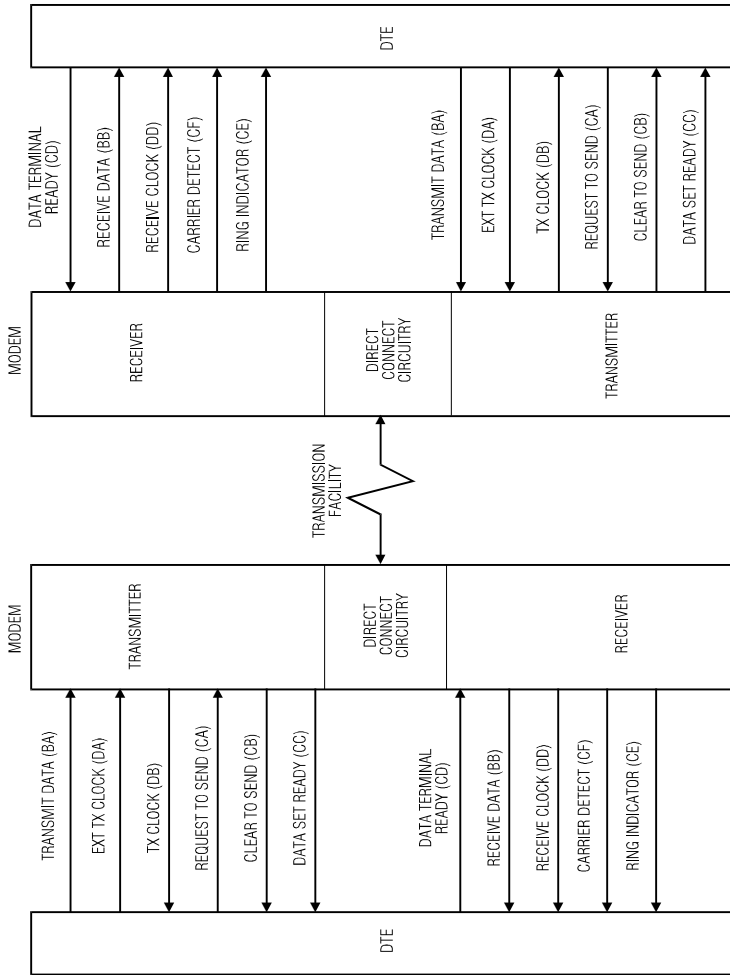 DTE
TRANSMIT DATA (BA)
EXT TX CLOCK (DA)
TX CLOCK (DB)
REQUEST TO SEND (CA)
CLEAR TO SEND (CB)
DATA SET READY (CC)
DATA TERMINAL
READY (CD)
RECEIVE DATA (BB)
RECEIVE CLOCK (DD)
CARRIER DETECT (CF)
RING INDICATOR (CE)
MODEM
TRANSMITTER
DIRECT
CONNECT
CIRCUITRY
RECEIVER
TRANSMISSION
FACILITY
MODEM
RECEIVER
DIRECT
CONNECT
CIRCUITRY
TRANSMITTER
DATA TERMINAL
READY (CD)
RECEIVE DATA (BB)
RECEIVE CLOCK (DD)
CARRIER DETECT (CF)
RING INDICATOR (CE)
TRANSMIT DATA (BA)
EXT TX CLOCK (DA)
TX CLOCK (DB)
REQUEST TO SEND (CA)
CLEAR TO SEND (CB)
DATA SET READY (CC)
DTE